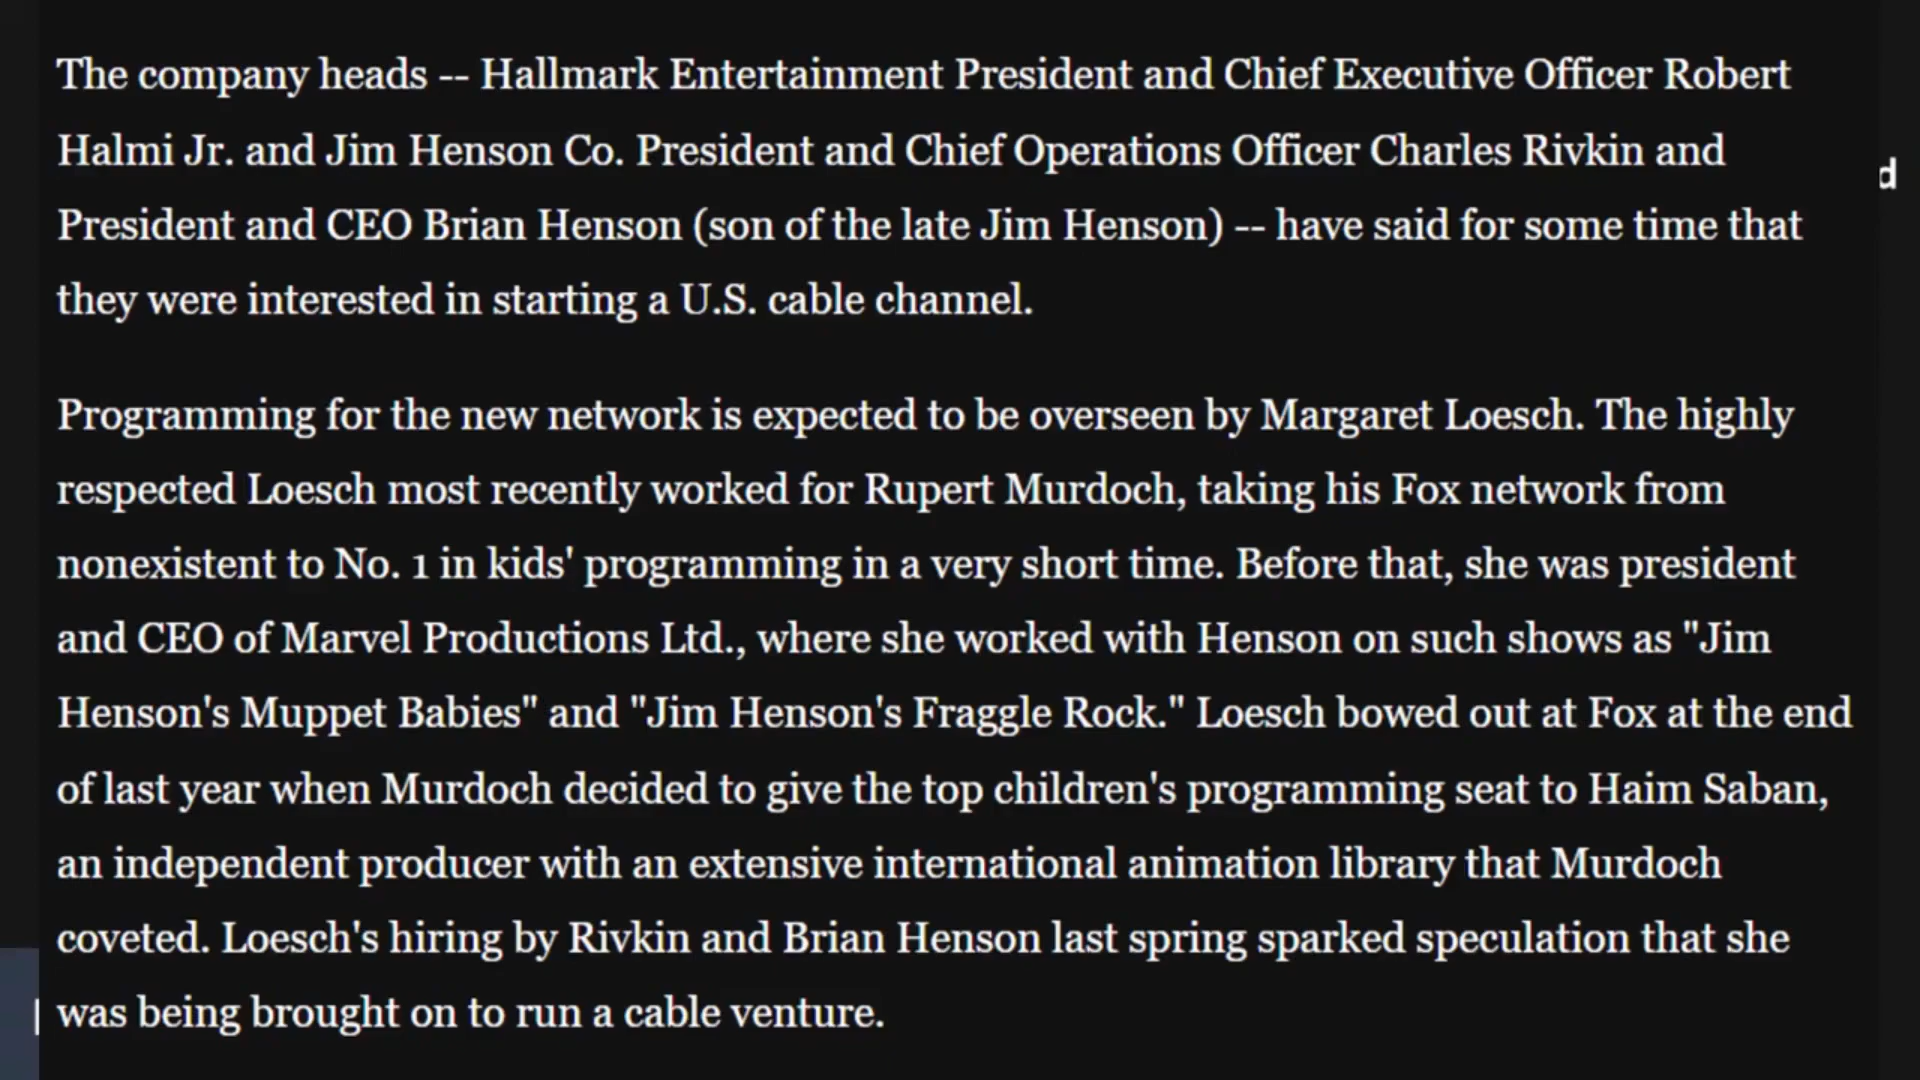 The company heads -- Hallmark Entertainment President and Chief Executive Officer Robert
Halmi Jr. and Jim Henson Co. President and Chief Operations Officer Charles Rivkin and
President and CEO Brian Henson (son of the late Jim Henson) -- have said for some time that
they were interested in starting a U.S. cable channel.
Programming for the new network is expected to be overseen by Margaret Loesch. The highly
respected Loesch most recently worked for Rupert Murdoch, taking his Fox network from
nonexistent to No. 1 in kids' programming in a very short time. Before that, she was president
and CEO of Marvel Productions Ltd., where she worked with Henson on such shows as "Jim
Henson's Muppet Babies" and "Jim Henson's Fraggle Rock." Loesch bowed out at Fox at the end
of last year when Murdoch decided to give the top children's programming seat to Haim Saban,
an independent producer with an extensive international animation library that Murdoch
coveted. Loesch's hiring by Rivkin and Brian Henson last spring sparked speculation that she
was being brought on to run a cable venture.
d